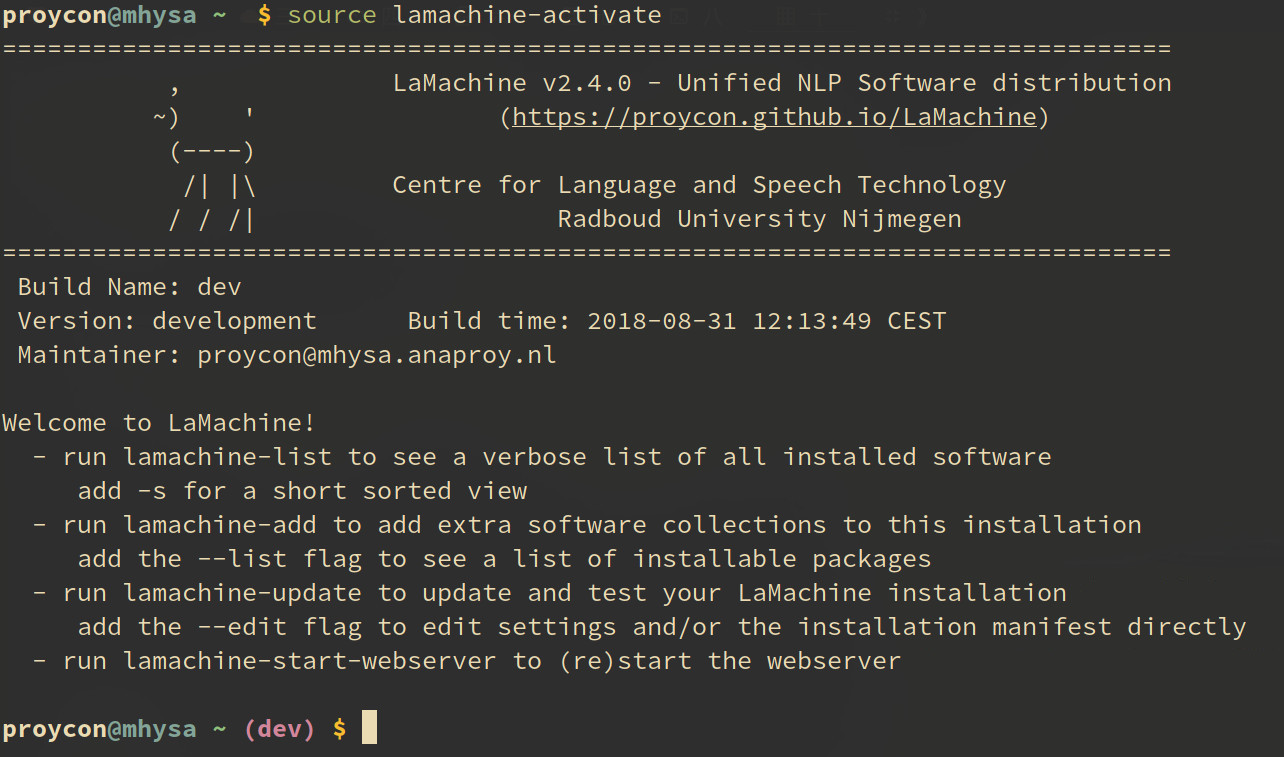 proycon@mhysa ~ $ source lamachine-activate
==============================================================================
           ,              LaMachine v2.4.0 - Unified NLP Software distribution
          ~)    '                (https://proycon.github.io/LaMachine)
           (----)
            /| |\         Centre for Language and Speech Technology
           / / /|                    Radboud University Nijmegen
==============================================================================
 Build Name: dev
 Version: development      Build time: 2018-08-31 12:13:49 CEST
 Maintainer: proycon@mhysa.anaproy.nl

Welcome to LaMachine!
  - run lamachine-list to see a verbose list of all installed software
     add -s for a short sorted view
  - run lamachine-add to add extra software collections to this installation
     add the --list flag to see a list of installable packages
  - run lamachine-update to update and test your LaMachine installation
     add the --edit flag to edit settings and/or the installation manifest directly
  - run lamachine-start-webserver to (re)start the webserver

proycon@mhysa ~ (dev) $